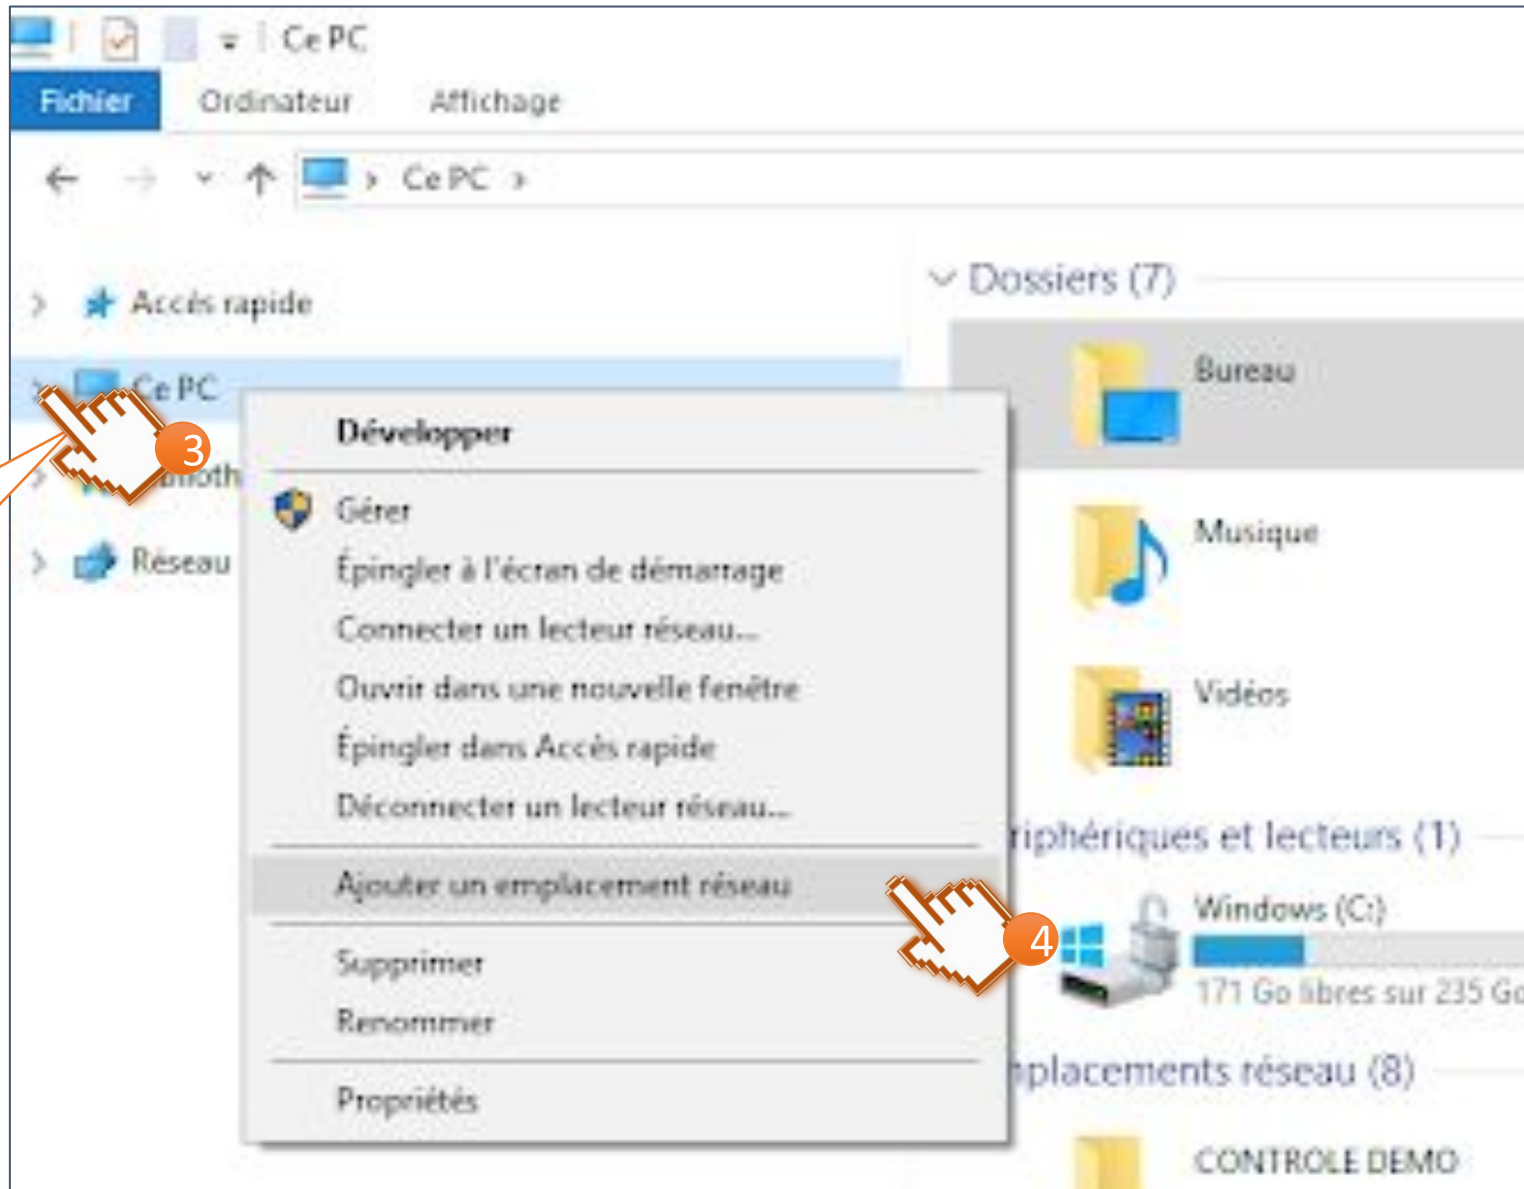 Ce PC
Fichier Ordinateur Affichage
Ce PC
Accès rapide
Ce PC
3
Réseau
Développer
Gérer
Épingler à l'écran de démarrage
Connecter un lecteur réseau...
Ouvrir dans une nouvelle fenêtre
Épingler dans Accès rapide
Déconnecter un lecteur réseau...
Ajouter un emplacement réseau
4
Supprimer
Renommer
Propriétés
Dossiers (7)
Bureau
Musique
Vidéos
riphériques et lecteurs (1)
Windows (C:)
171 Go libres sur 235 Go
placements réseau (8)
CONTROLE DEMO